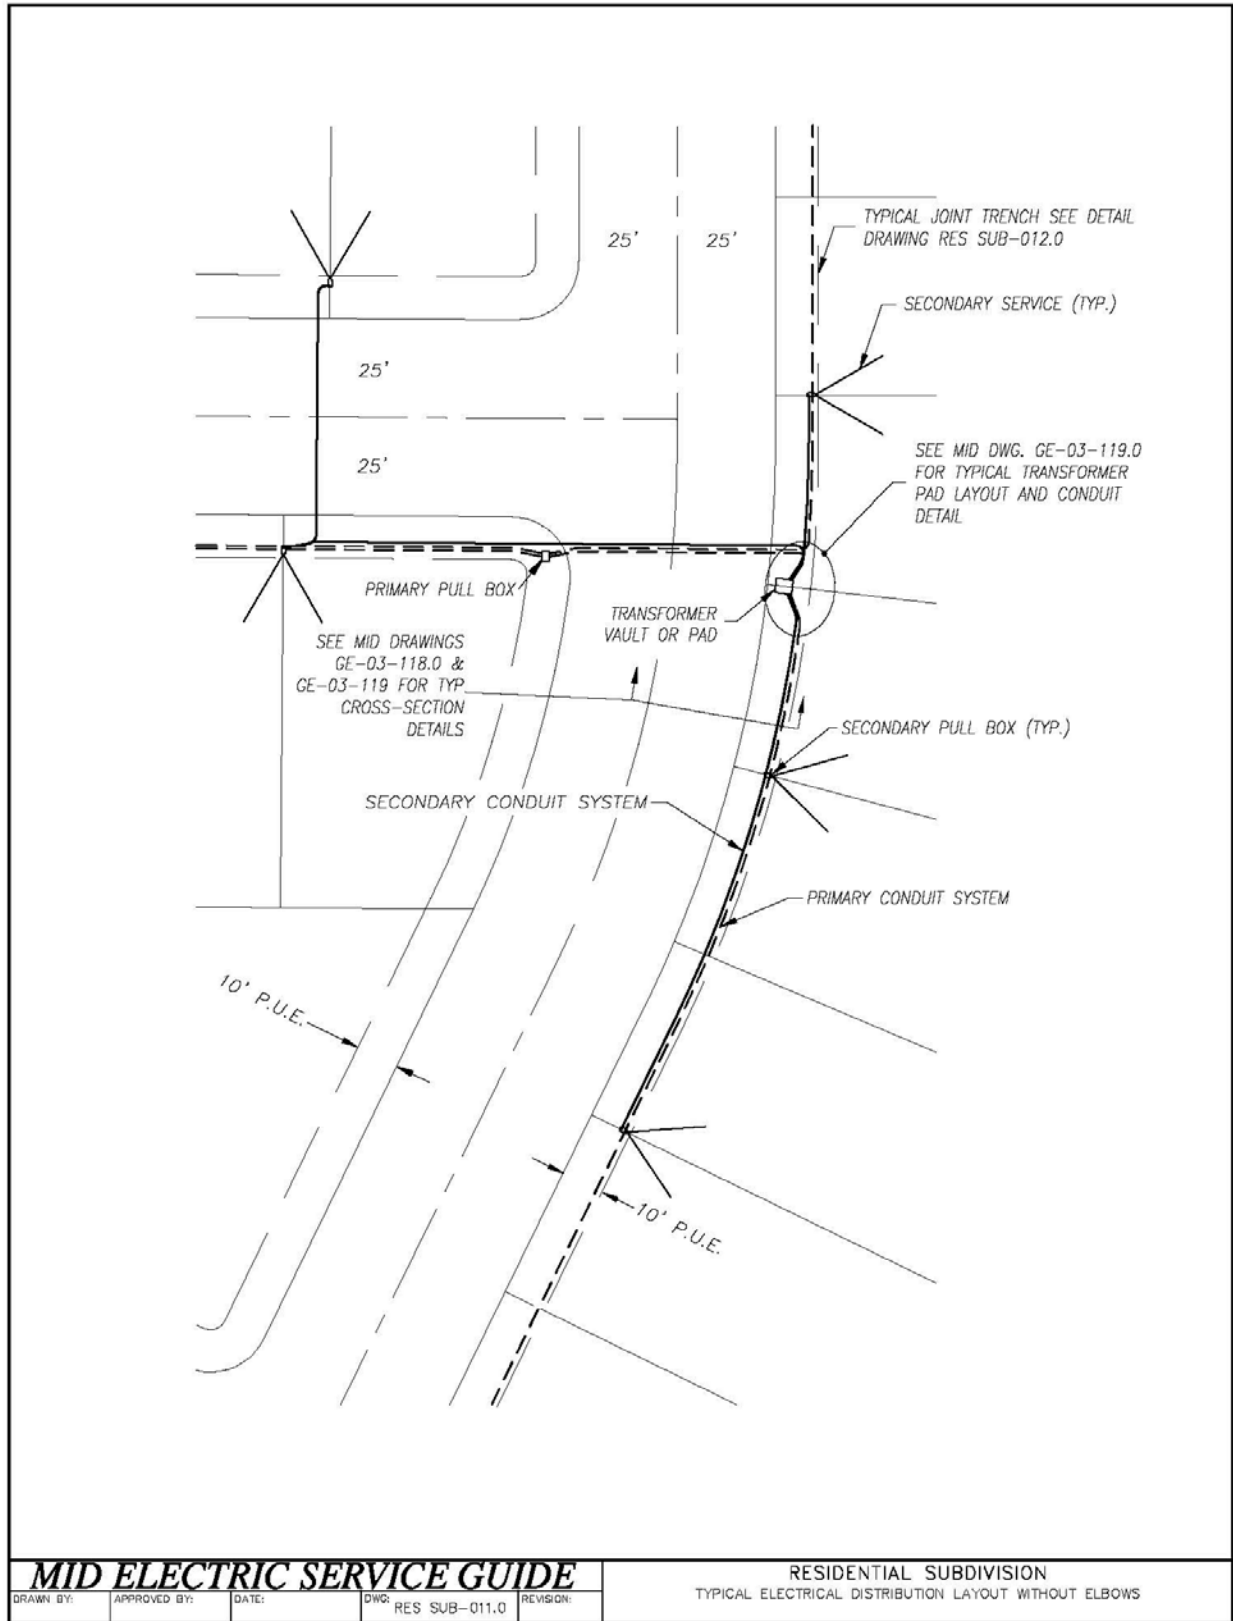 25'
25'
TYPICAL JOINT TRENCH SEE DETAIL
DRAWING RES SUB-012.0
SECONDARY SERVICE (TYP.)
25'
25'
SEE MID DWG. GE-03-119.0
FOR TYPICAL TRANSFORMER
PAD LAYOUT AND CONDUIT
DETAIL
PRIMARY PULL BOX
TRANSFORMER
VAULT OR PAD
SEE MID DRAWINGS
GE-03-118.0 &
GE-03-119 FOR TYP
CROSS-SECTION
DETAILS
SECONDARY PULL BOX (TYP.)
SECONDARY CONDUIT SYSTEM
PRIMARY CONDUIT SYSTEM
10' P.U.E.
10' P.U.E.
MID ELECTRIC SERVICE GUIDE
DRAWN BY:
APPROVED BY:
DATE:
DWG: RES SUB-011.0
REVISION:
RESIDENTIAL SUBDIVISION
TYPICAL ELECTRICAL DISTRIBUTION LAYOUT WITHOUT ELBOWS